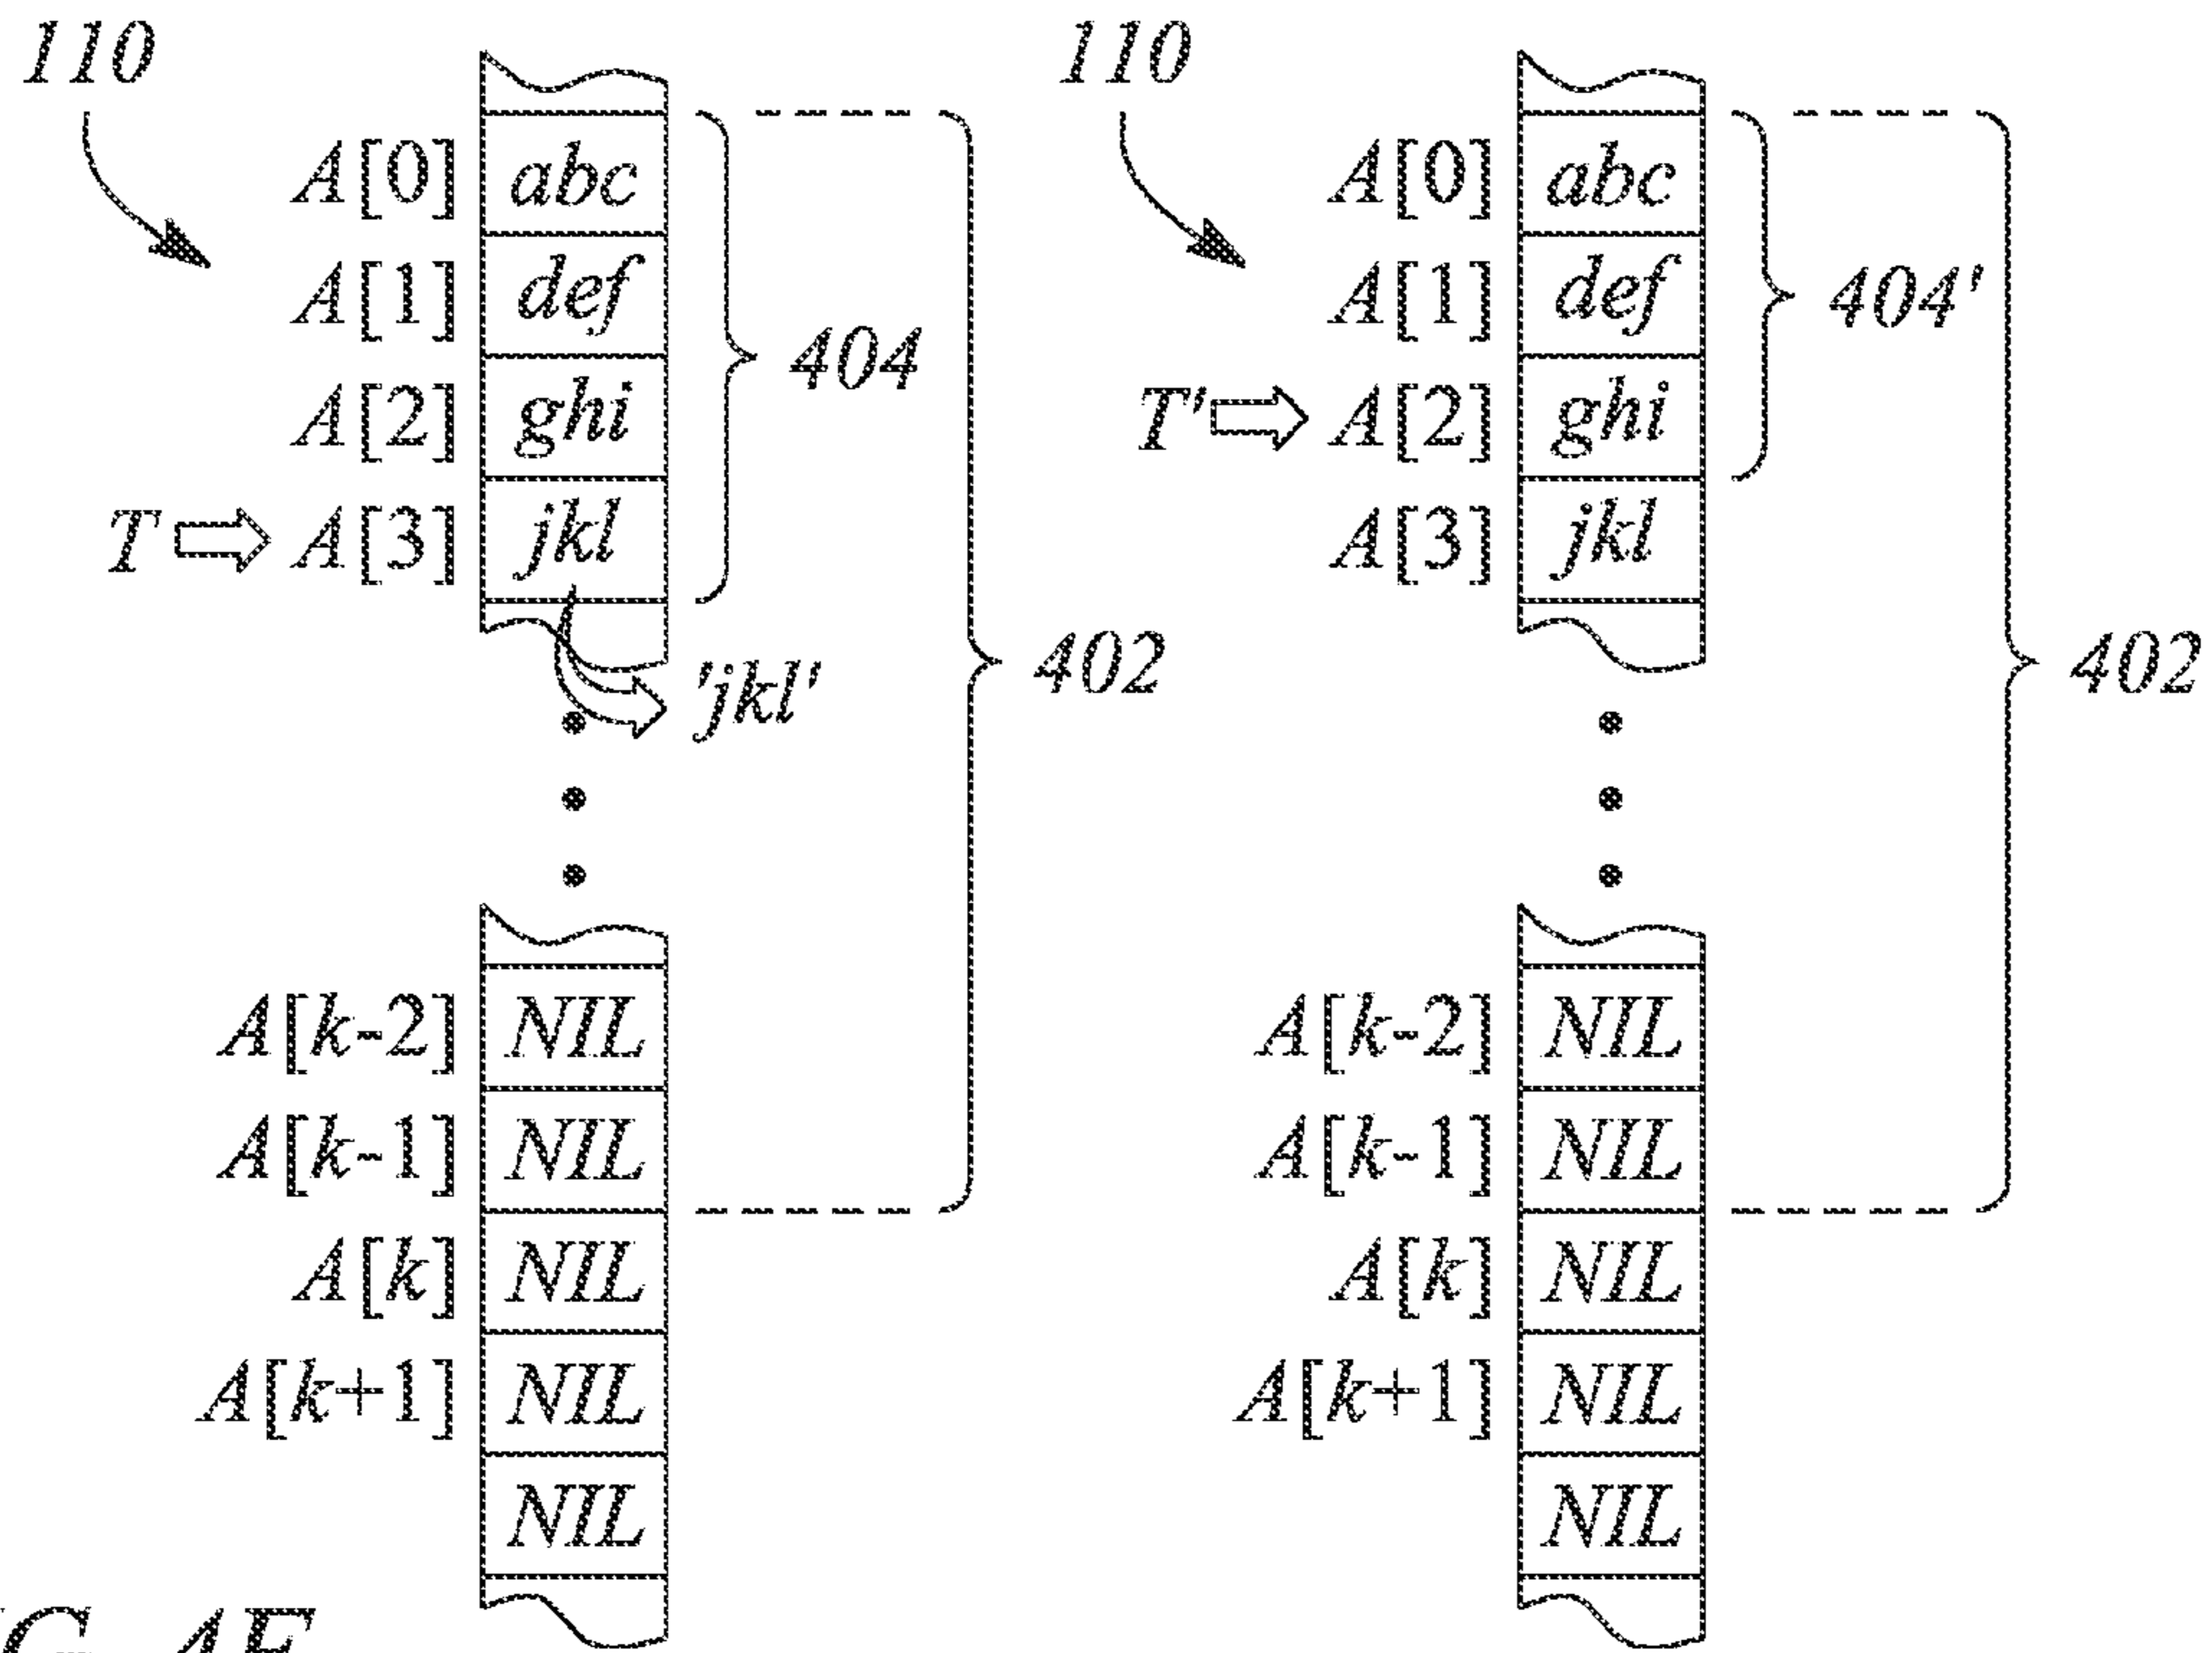 110
A[0] abc
A[1] def
A[2] ghi
T A[3] jkl
404
'jkl'
402
A[k-2] NIL
A[k-1] NIL
A[k] NIL
A[k+1] NIL
NIL
110
A[0] abc
A[1] def
T' A[2] ghi
A[3] jkl
404'
402
A[k-2] NIL
A[k-1] NIL
A[k] NIL
A[k+1] NIL
NIL